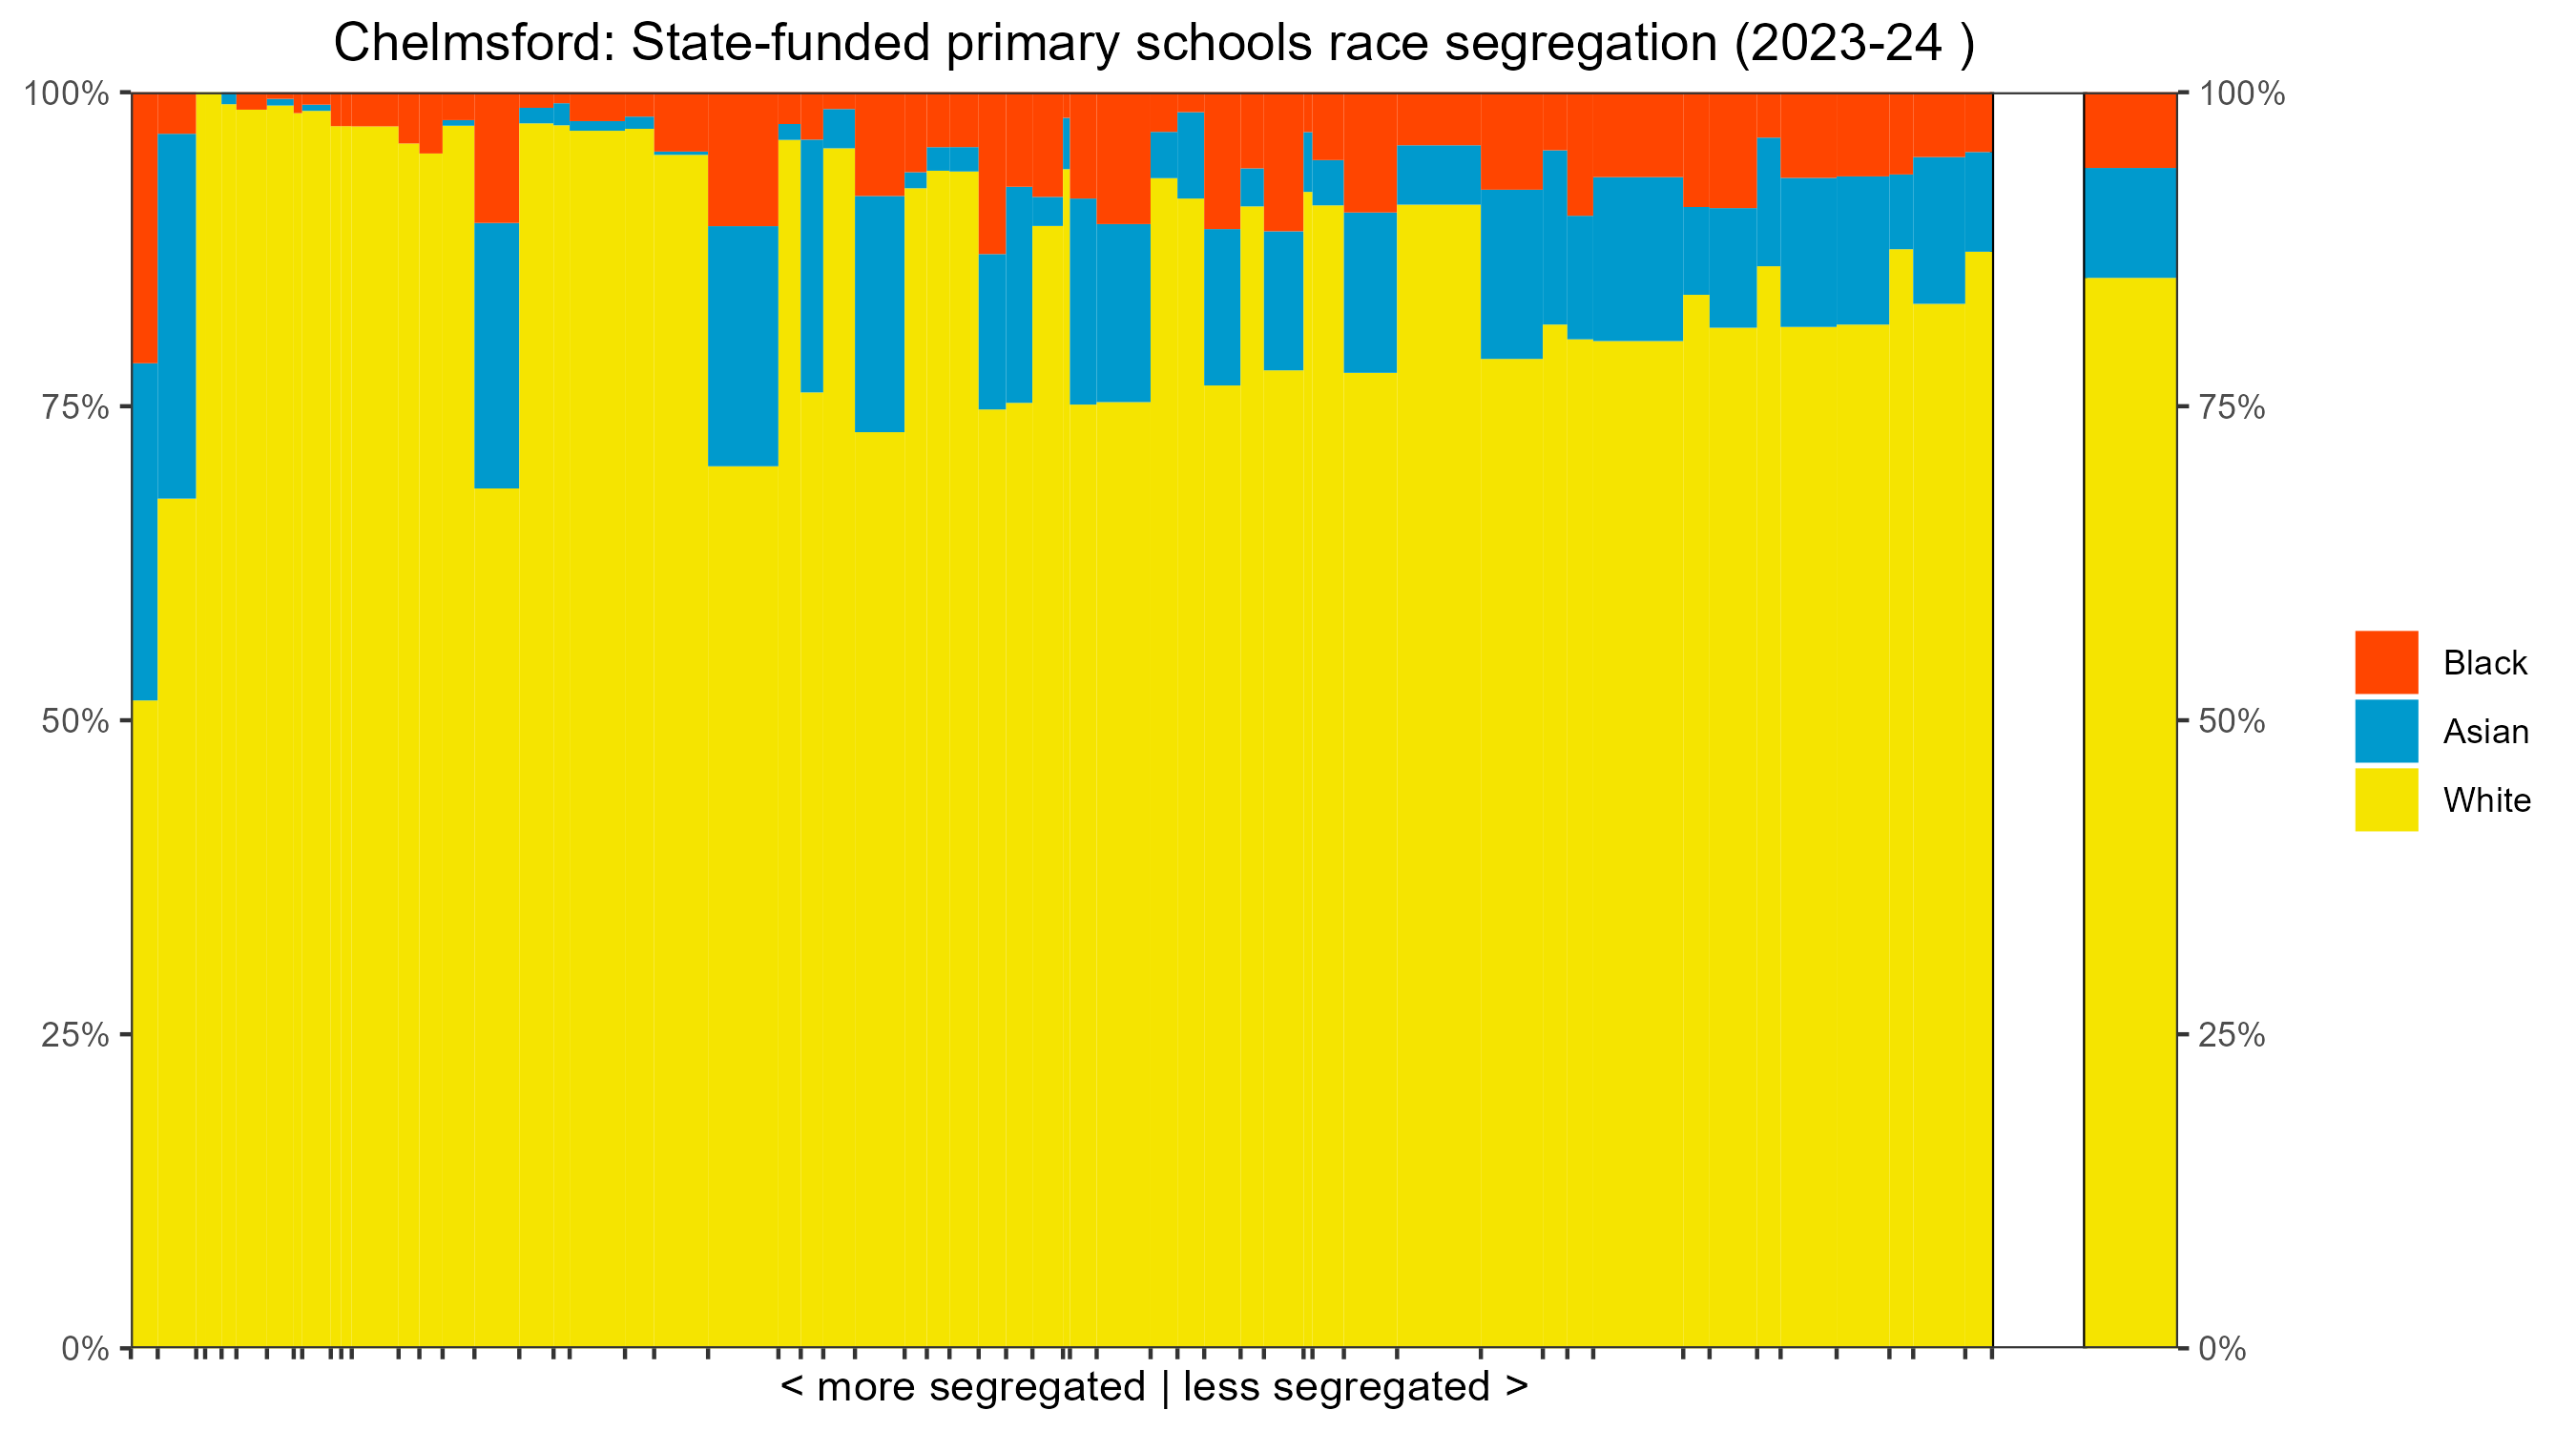 Chelmsford: State-funded primary schools race segregation (2023-24 )
100%
100%
75%
75%
Black
50%
50%
Asian
White
25%
25%
0%
0%
< more segregated | less segregated >